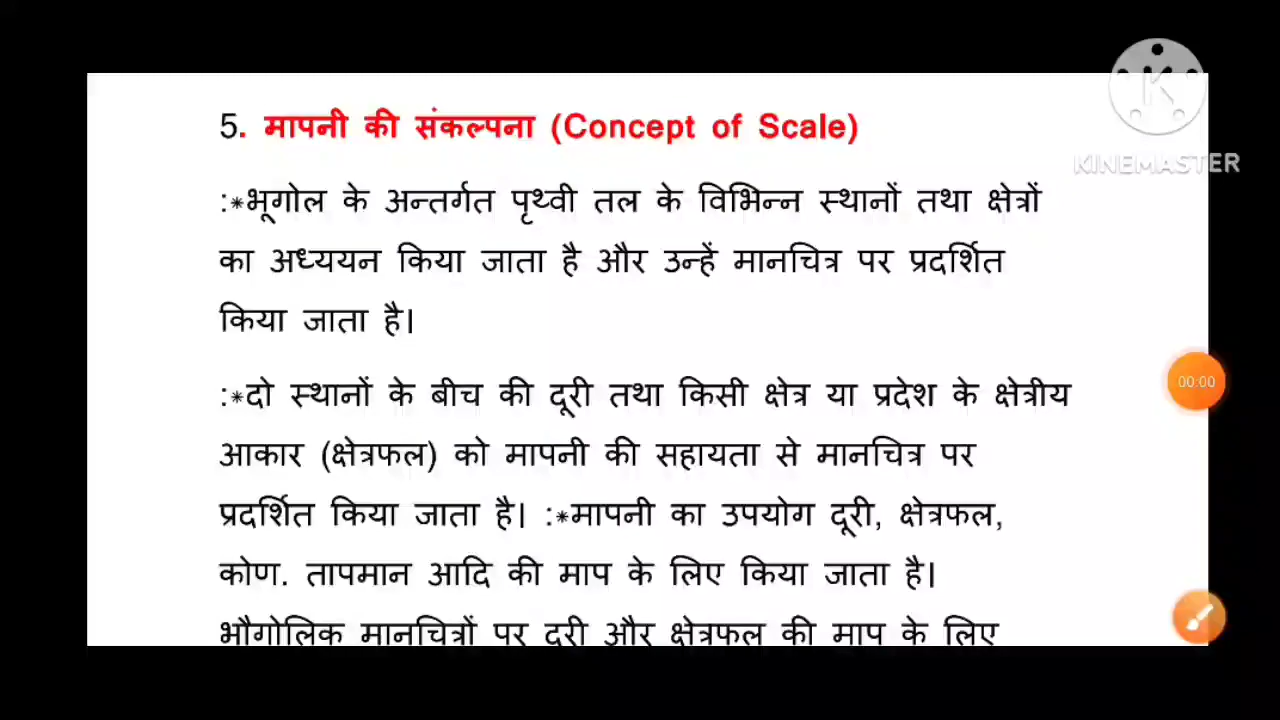 5. मापनी की संकल्पना (Concept of Scale)
:*भूगोल के अन्तर्गत पृथ्वी तल के विभिन्न स्थानों तथा क्षेत्रों
का अध्ययन किया जाता है और उन्हें मानचित्र पर प्रदर्शित
किया जाता है।
:*दो स्थानों के बीच की दूरी तथा किसी क्षेत्र या प्रदेश के क्षेत्रीय
आकार (क्षेत्रफल) को मापनी की सहायता से मानचित्र पर
प्रदर्शित किया जाता है। :*मापनी का उपयोग दूरी, क्षेत्रफल,
कोण. तापमान आदि की माप के लिए किया जाता है।
भौगोलिक मानचित्रों पर दूरी और क्षेत्रफल की माप के लिए
K
KINEMASTER
00:00